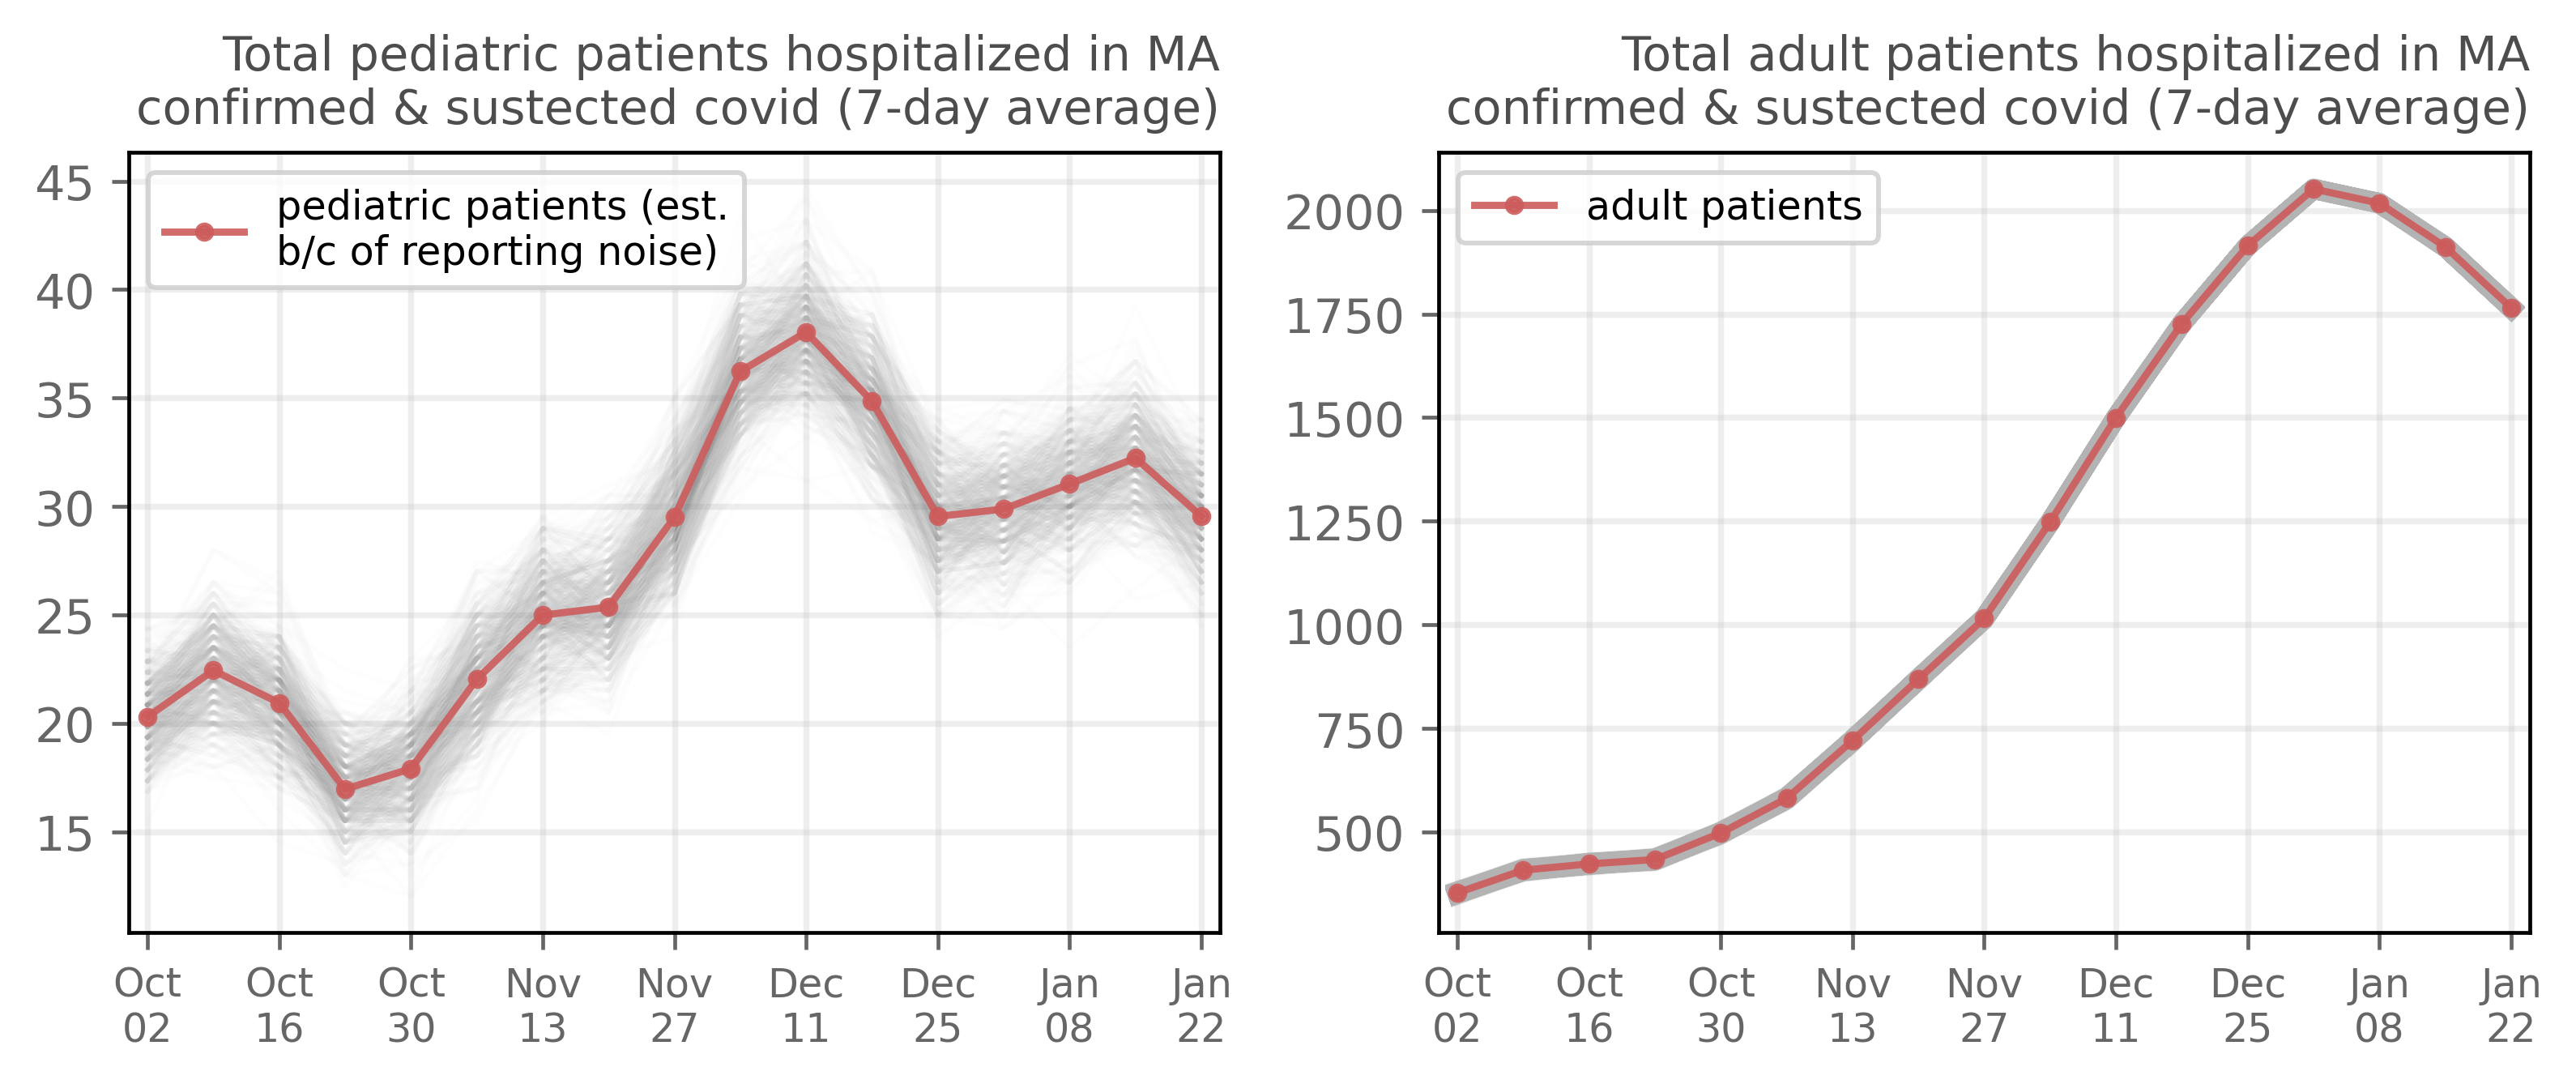 Total pediatric patients hospitalized in MA
confirmed & sustected covid (7-day average)
pediatric patients (est.
b/c of reporting noise)
45
40
35
30
25
20
15
Oct
02
Oct
16
Oct
30
Nov
13
Nov
27
Dec
11
Dec
25
Jan
08
Jan
22
Total adult patients hospitalized in MA
confirmed & sustected covid (7-day average)
adult patients
2000
1750
1500
1250
1000
750
500
Oct
02
Oct
16
Oct
30
Nov
13
Nov
27
Dec
11
Dec
25
Jan
08
Jan
22